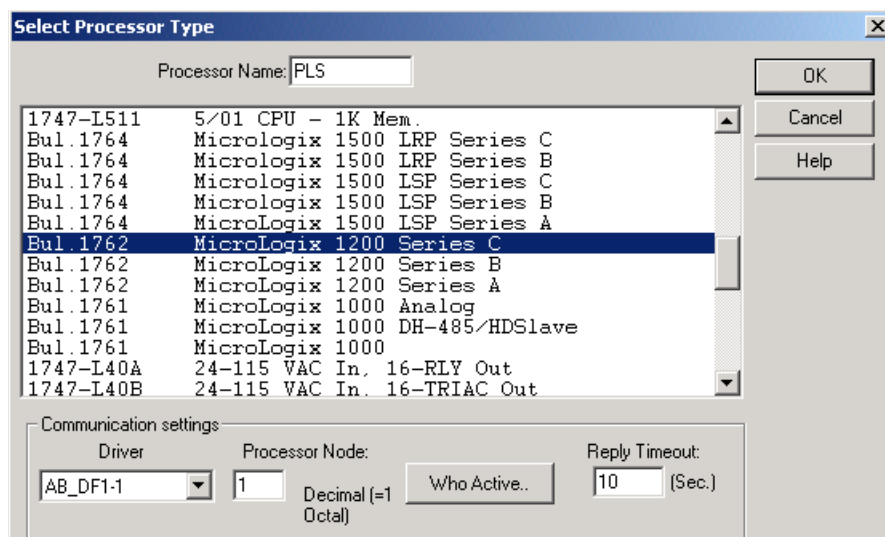 Select Processor Type
Processor Name: PLS
OK
Cancel
Help
1747-L511 5/01 CPU - 1K Mem.
Bul.1764 Micrologix 1500 LRP Series C
Bul.1764 Micrologix 1500 LRP Series B
Bul.1764 Micrologix 1500 LSP Series C
Bul.1764 Micrologix 1500 LSP Series B
Bul.1764 Micrologix 1500 LSP Series A
Bul.1762 MicroLogix 1200 Series C
Bul.1762 MicroLogix 1200 Series B
Bul.1762 MicroLogix 1200 Series A
Bul.1761 MicroLogix 1000 Analog
Bul.1761 MicroLogix 1000 DH-485/HDSlave
Bul.1761 MicroLogix 1000
1747-L40A 24-115 VAC In, 16-RLY Out
1747-L40B 24-115 VAC In, 16-TRIAC Out
Communication settings
Driver Processor Node: Reply Timeout:
AB_DF1-1 1 Decimal (=1 Octal) Who Active.. 10 (Sec.)